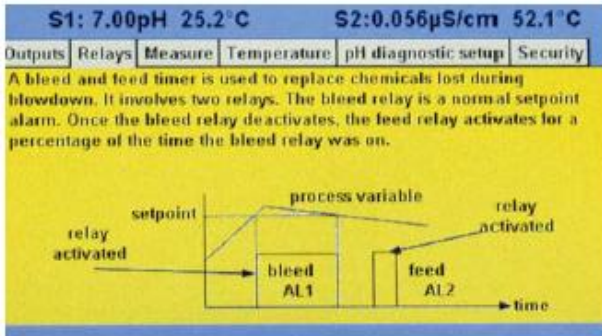 S1: 7.00pH 25.2°C S2:0.056µS/cm 52.1°C
Outputs Relays Measure Temperature pH diagnostic setup Security
A bleed and feed timer is used to replace chemicals lost during
blowdown. It involves two relays. The bleed relay is a normal setpoint
alarm. Once the bleed relay deactivates, the feed relay activates for a
percentage of the time the bleed relay was on.
process variable
setpoint
relay
activated
relay
activated
bleed
AL1
feed
AL2
time